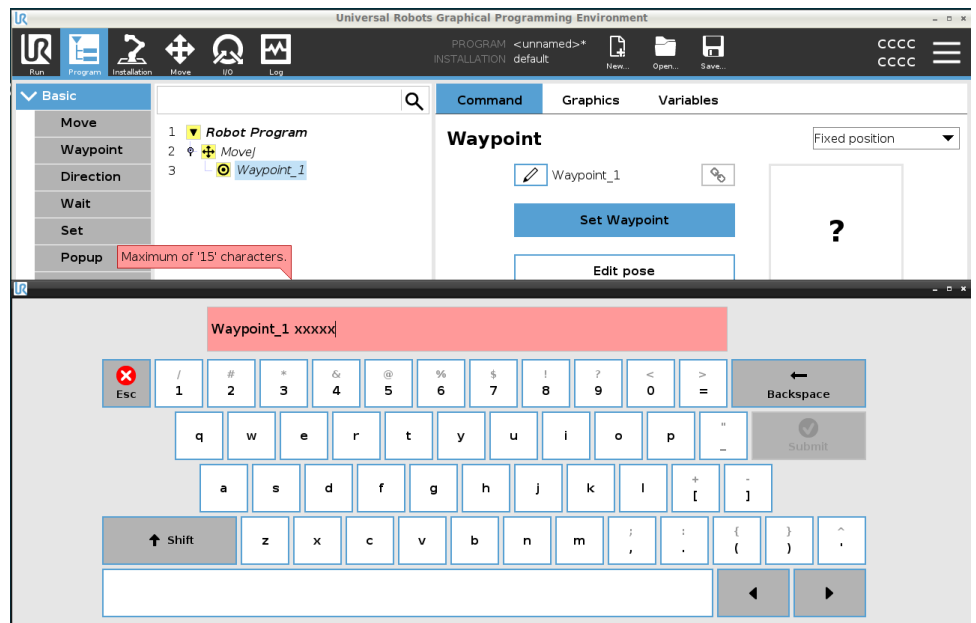 UR Universal Robots Graphical Programming Environment
UR Run Program Installation Move I/O Log
PROGRAM <unnamed>*
INSTALLATION default
New... Open... Save...
CCCC
CCCC
Basic
Move
Waypoint
Direction
Wait
Set
Popup
1 Robot Program
2 MoveJ
3 Waypoint_1
Command Graphics Variables
Waypoint
Fixed position
Waypoint_1
Set Waypoint
Edit pose
?
Maximum of '15' characters.
UR
Waypoint_1 xxxxx
Esc
/ # * & @ % $ ! ? < >
1 2 3 4 5 6 7 8 9 0 =
Backspace
q w e r t y u i o p " _
Submit
a s d f g h j k l + [ - ]
Shift z x c v b n m ; , : . { ( } ) ^ '